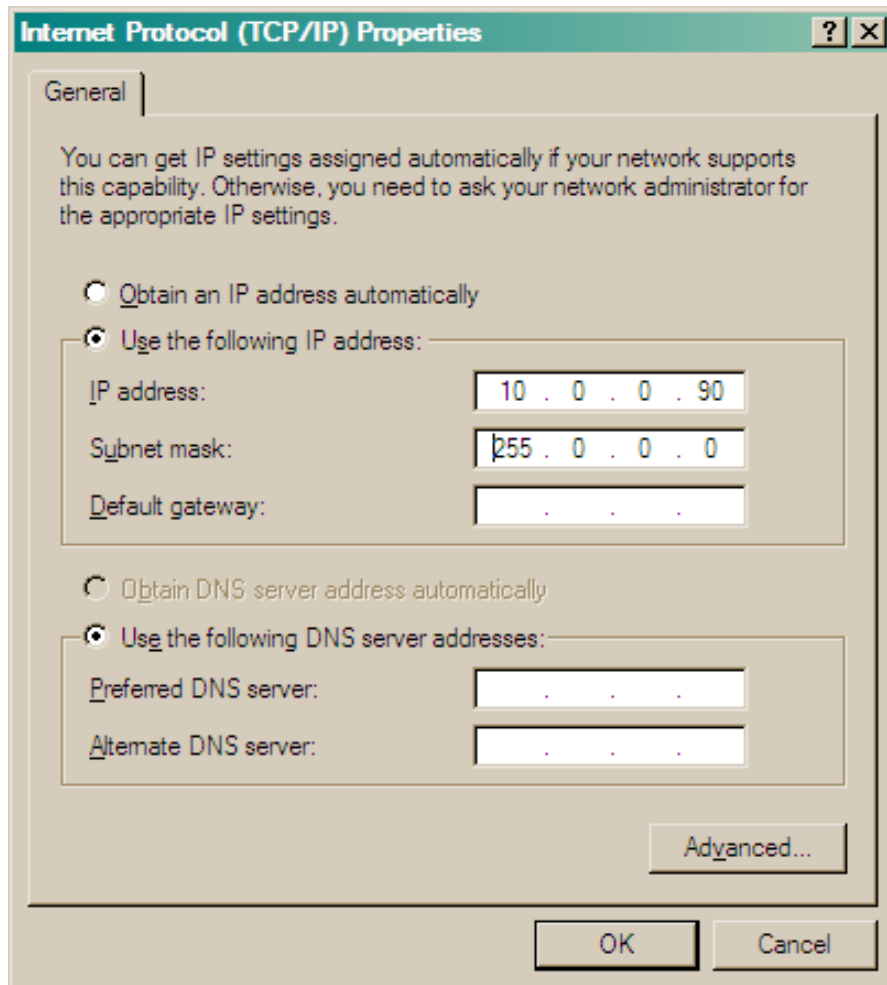 Internet Protocol (TCP/IP) Properties
General
You can get IP settings assigned automatically if your network supports
this capability. Otherwise, you need to ask your network administrator for
the appropriate IP settings.
Obtain an IP address automatically
Use the following IP address:
IP address: 10 . 0 . 0 . 90
Subnet mask: 255 . 0 . 0 . 0
Default gateway: . . .
Obtain DNS server address automatically
Use the following DNS server addresses:
Preferred DNS server: . . .
Alternate DNS server: . . .
Advanced...
OK Cancel